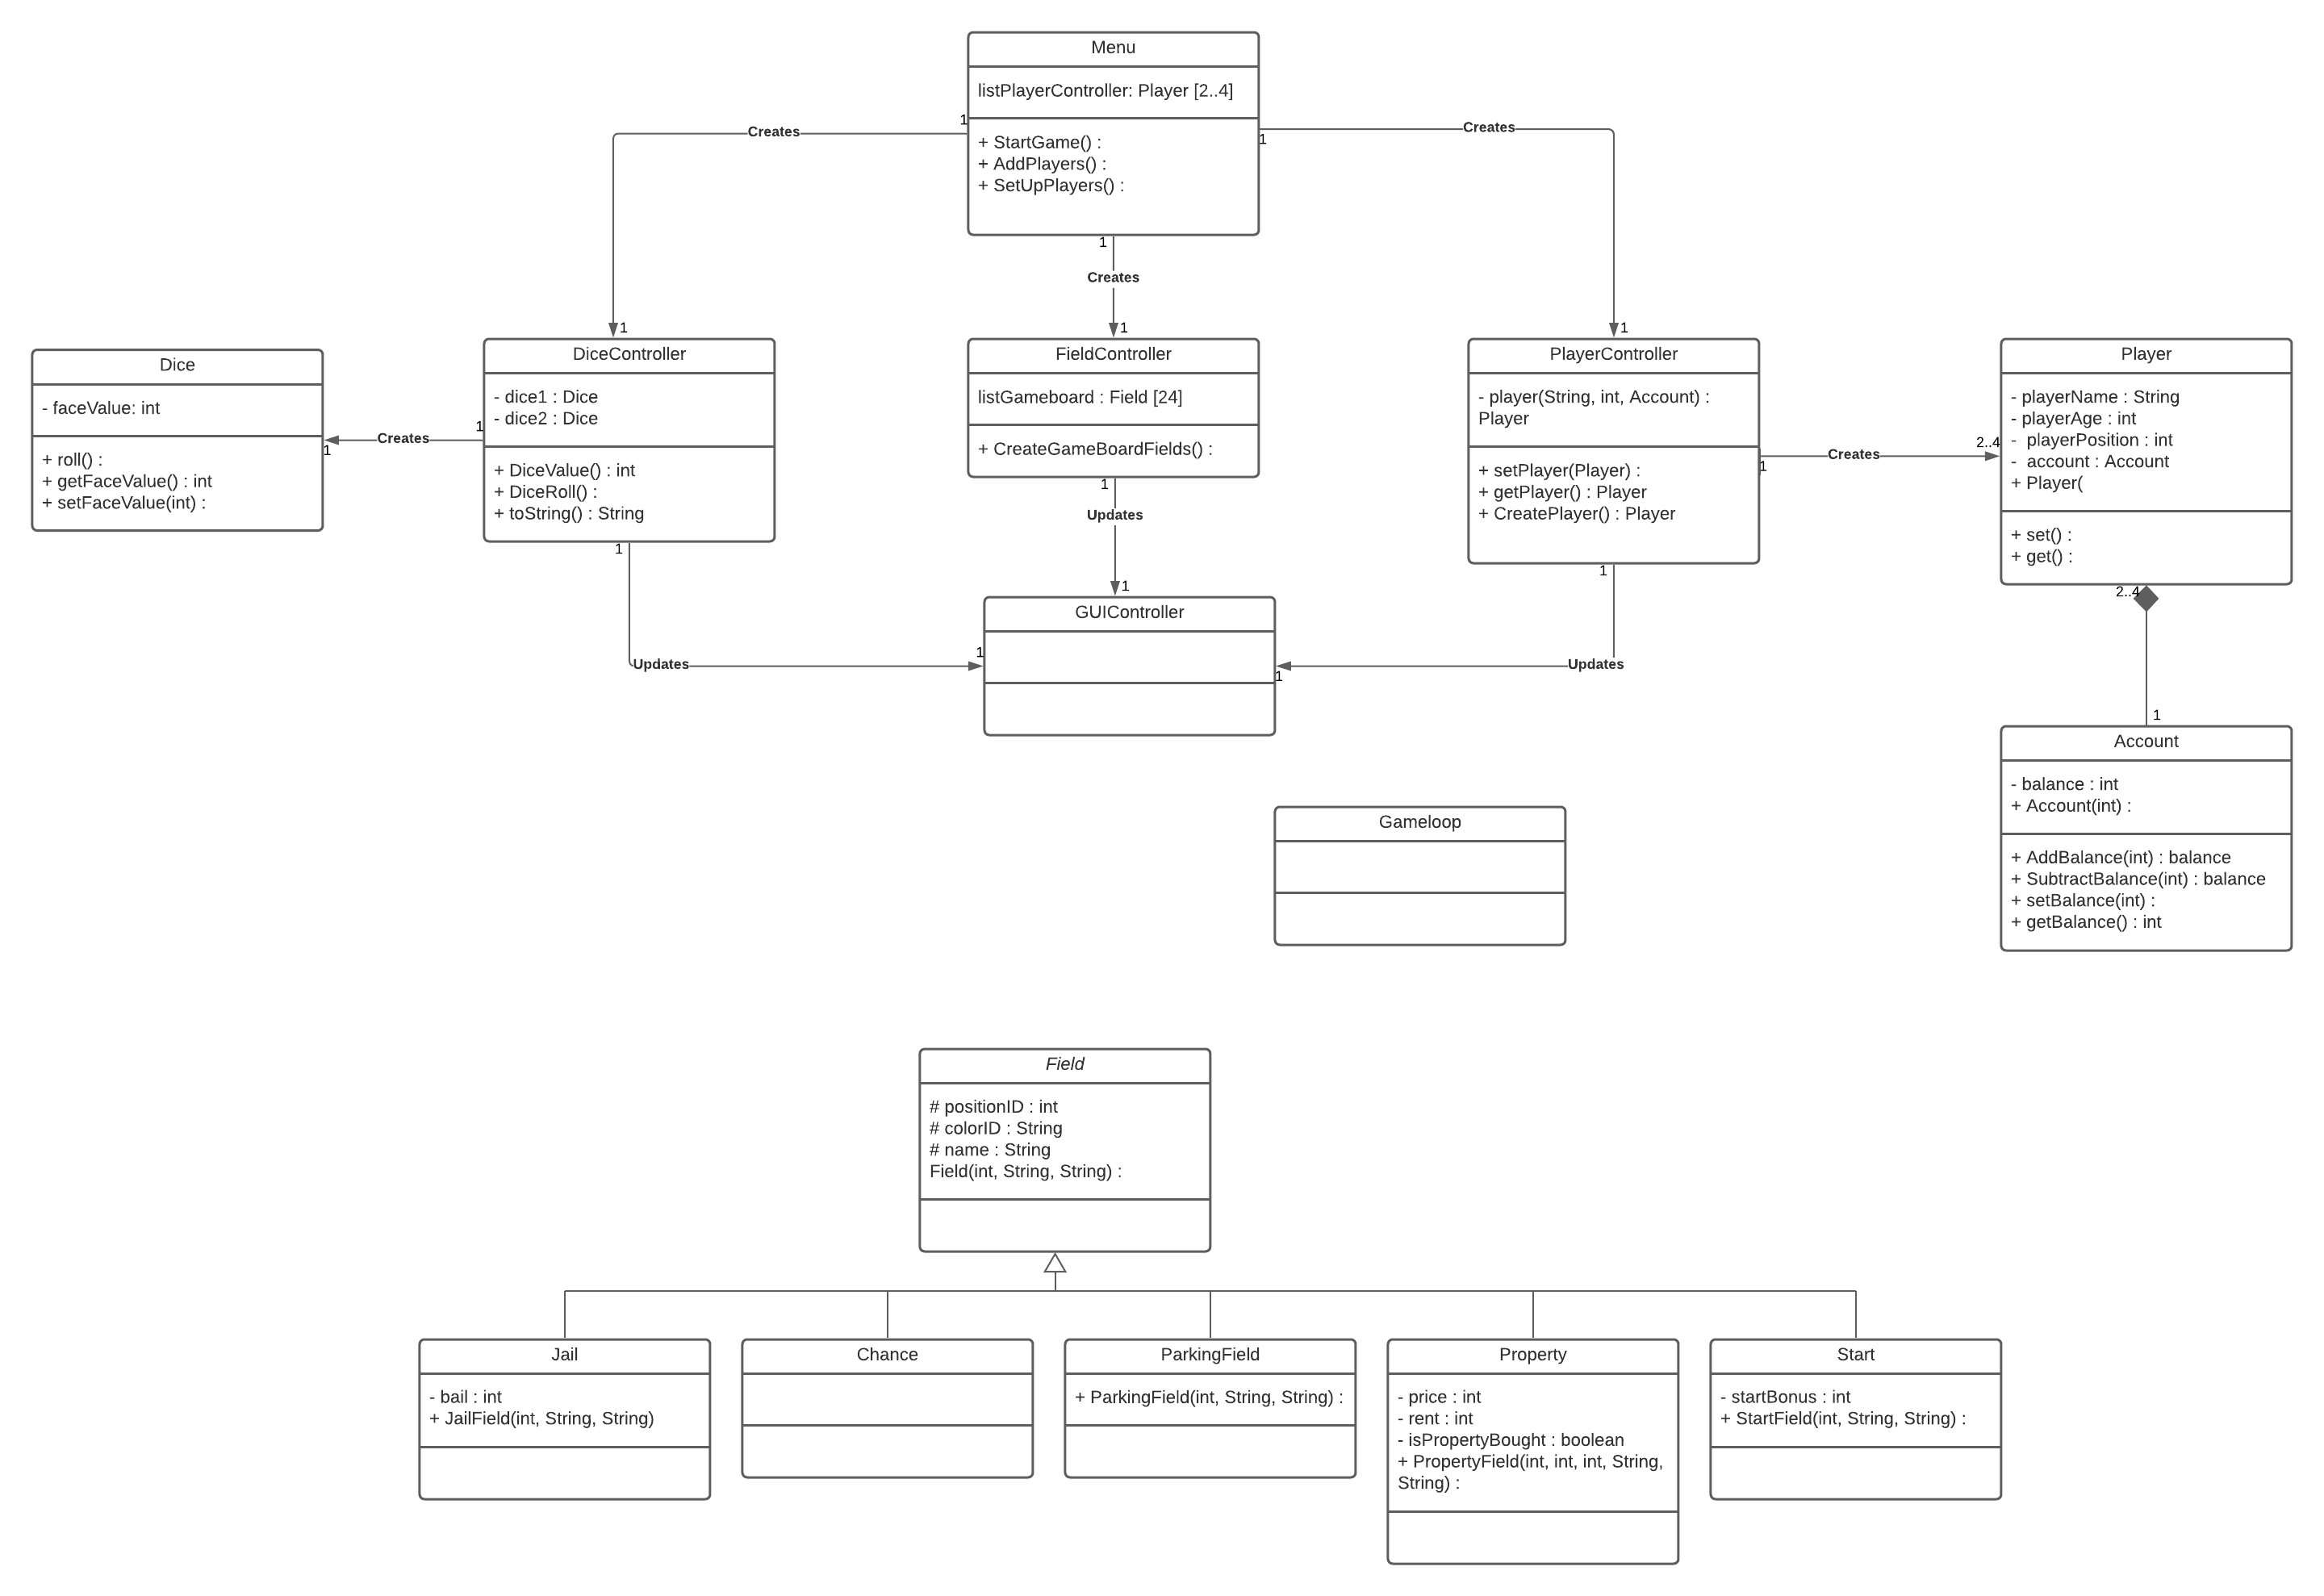 Menu
listPlayerController: Player [2..4]
+ StartGame() :
+ AddPlayers() :
+ SetUpPlayers() :
1
Creates
1
1
Creates
1
1
Creates
1
Dice
- faceValue: int
+ roll() :
+ getFaceValue() : int
+ setFaceValue(int) :
1
Creates
1
DiceController
- dice1 : Dice
- dice2 : Dice
+ DiceValue() : int
+ DiceRoll() :
+ toString() : String
1
Updates
1
FieldController
listGameboard : Field [24]
+ CreateGameBoardFields() :
1
Updates
1
PlayerController
- player(String, int, Account) :
Player
+ setPlayer(Player) :
+ getPlayer() : Player
+ CreatePlayer() : Player
1
Creates
2..4
1
Updates
1
Player
- playerName : String
- playerAge : int
-  playerPosition : int
-  account : Account
+ Player(
+ set() :
+ get() :
2..4
1
GUIController
Account
- balance : int
+ Account(int) :
+ AddBalance(int) : balance
+ SubtractBalance(int) : balance
+ setBalance(int) :
+ getBalance() : int
Gameloop
Field
# positionID : int
# colorID : String
# name : String
Field(int, String, String) :
Jail
- bail : int
+ JailField(int, String, String)
Chance
ParkingField
+ ParkingField(int, String, String) :
Property
- price : int
- rent : int
- isPropertyBought : boolean
+ PropertyField(int, int, int, String,
String) :
Start
- startBonus : int
+ StartField(int, String, String) :